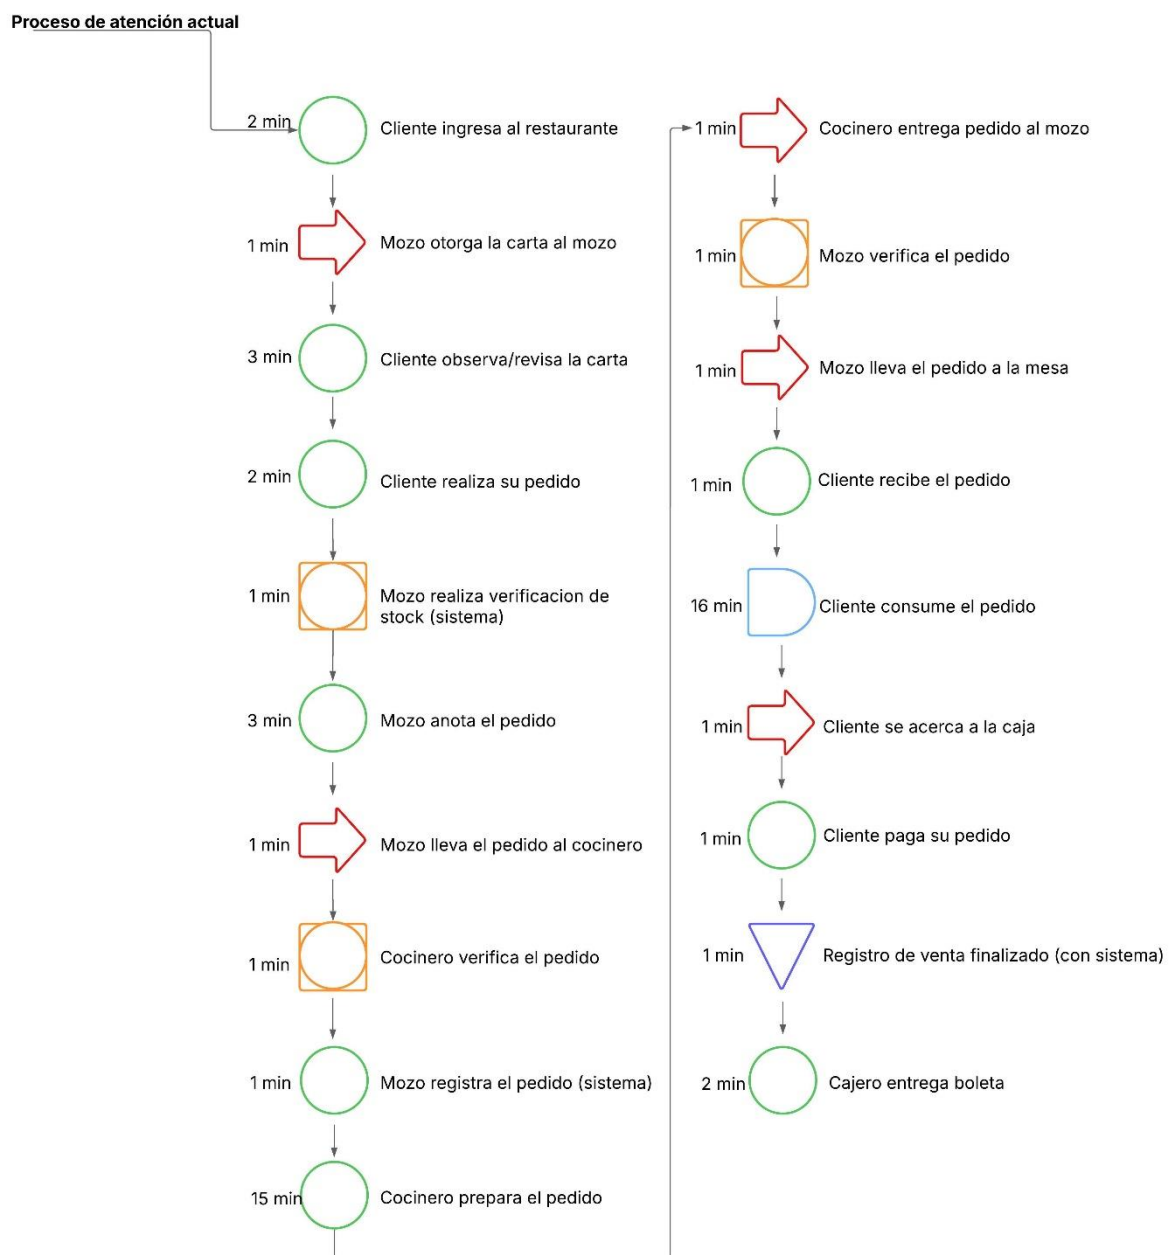 Proceso de atención actual
2 min
Cliente ingresa al restaurante
1 min
Mozo otorga la carta al mozo
3 min
Cliente observa/revisa la carta
2 min
Cliente realiza su pedido
1 min
Mozo realiza verificacion de
stock (sistema)
3 min
Mozo anota el pedido
1 min
Mozo lleva el pedido al cocinero
1 min
Cocinero verifica el pedido
1 min
Mozo registra el pedido (sistema)
15 min
Cocinero prepara el pedido
1 min
Cocinero entrega pedido al mozo
1 min
Mozo verifica el pedido
1 min
Mozo lleva el pedido a la mesa
1 min
Cliente recibe el pedido
16 min
Cliente consume el pedido
1 min
Cliente se acerca a la caja
1 min
Cliente paga su pedido
1 min
Registro de venta finalizado (con sistema)
2 min
Cajero entrega boleta